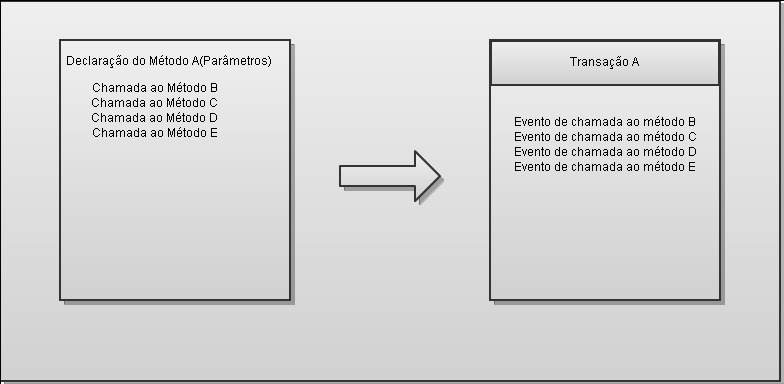 Declaração do Método A(Parâmetros)
Chamada ao Método B
Chamada ao Método C
Chamada ao Método D
Chamada ao Método E
Transação A
Evento de chamada ao método B
Evento de chamada ao método C
Evento de chamada ao método D
Evento de chamada ao método E